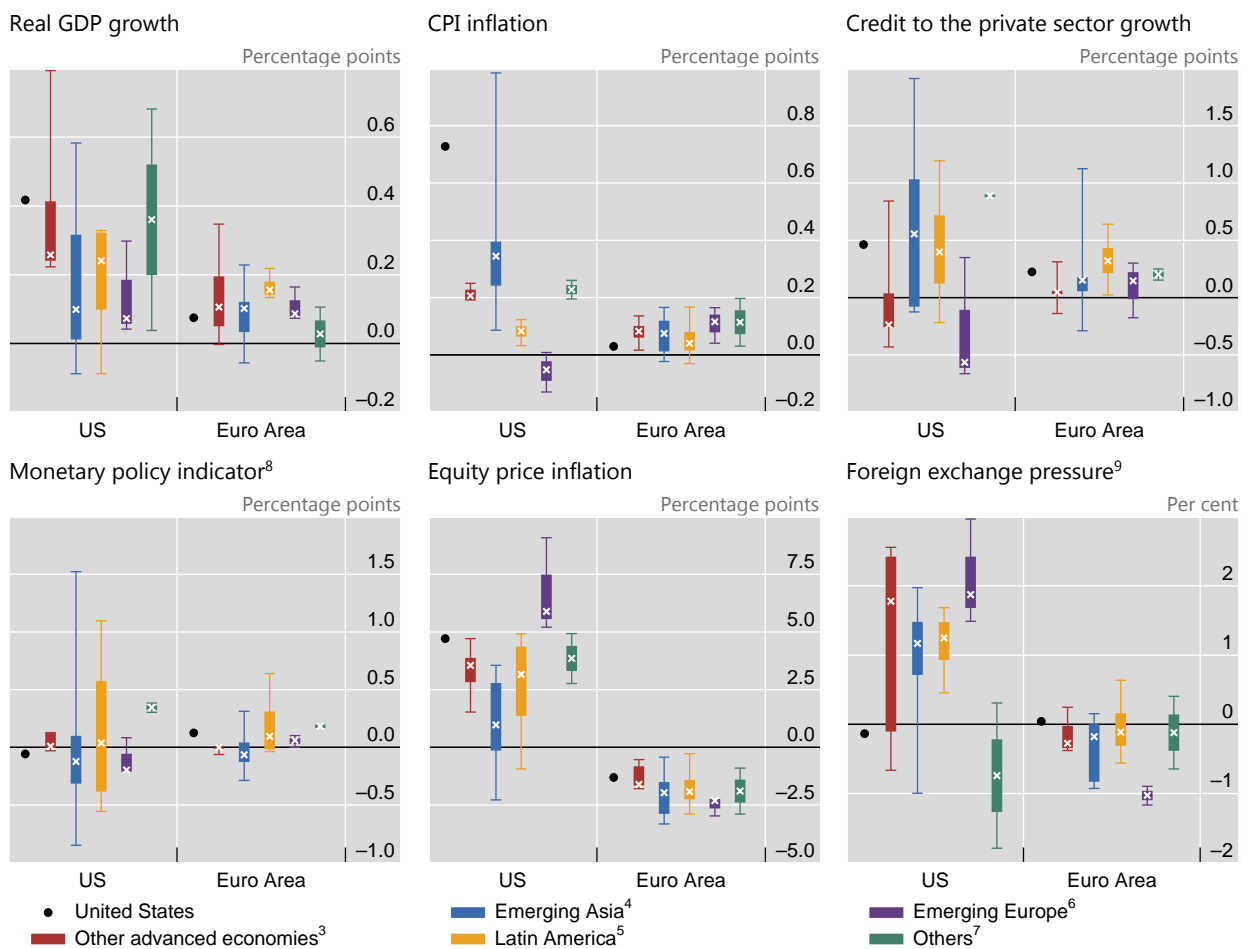 Real GDP growth
Percentage points
0.6
0.4
0.2
0.0
–0.2
US Euro Area
CPI inflation
Percentage points
0.8
0.6
0.4
0.2
0.0
–0.2
US Euro Area
Credit to the private sector growth
Percentage points
1.5
1.0
0.5
0.0
–0.5
–1.0
US Euro Area
Monetary policy indicator⁸
Percentage points
1.5
1.0
0.5
0.0
–0.5
–1.0
US Euro Area
Equity price inflation
Percentage points
7.5
5.0
2.5
0.0
–2.5
–5.0
US Euro Area
Foreign exchange pressure⁹
Per cent
2
1
0
–1
–2
US Euro Area
United States
Other advanced economies³
Emerging Asia⁴
Latin America⁵
Emerging Europe⁶
Others⁷